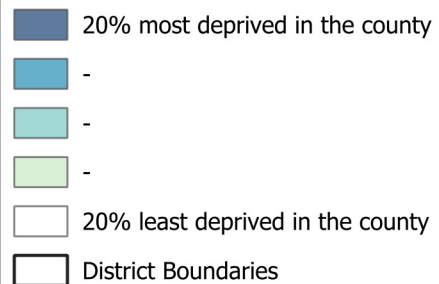 20% most deprived in the county
-
-
-
20% least deprived in the county
District Boundaries